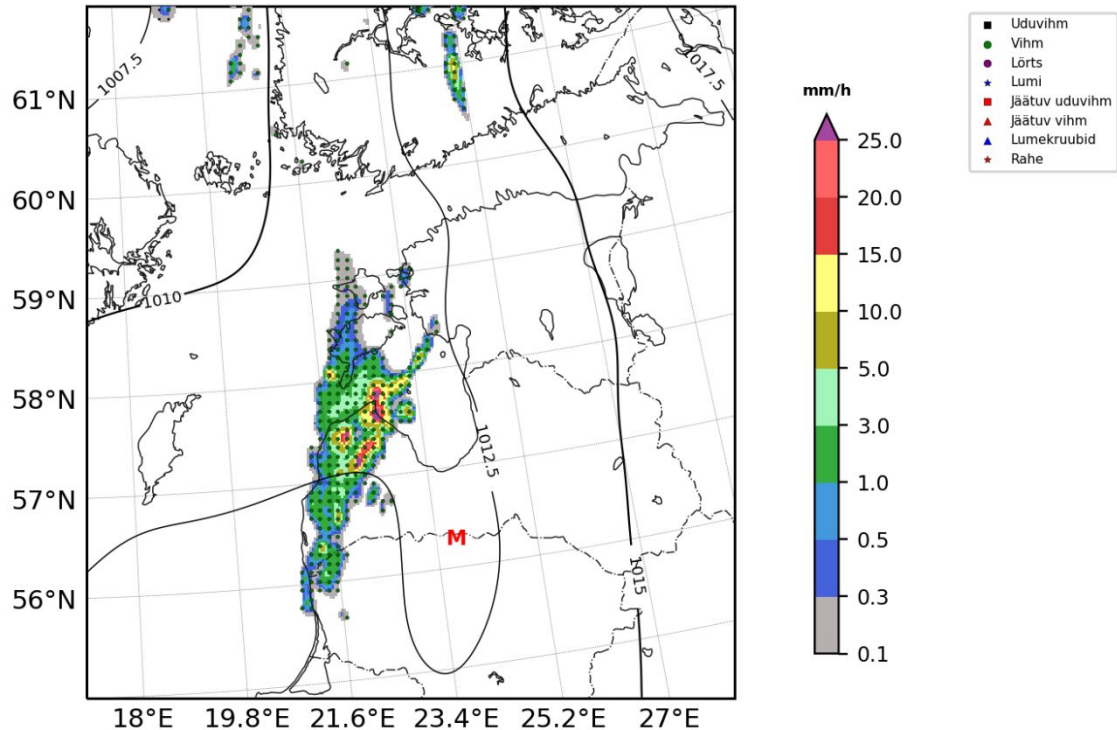 61°N
60°N
59°N
58°N
57°N
56°N
18°E 19.8°E 21.6°E 23.4°E 25.2°E 27°E
1007.5
1017.5
1010
1012.5
1015
M
mm/h
25.0
20.0
15.0
10.0
5.0
3.0
1.0
0.5
0.3
0.1
Uduvihm
Vihm
Lörts
Lumi
Jäätuv uduvihm
Jäätuv vihm
Lumekruubid
Rahe